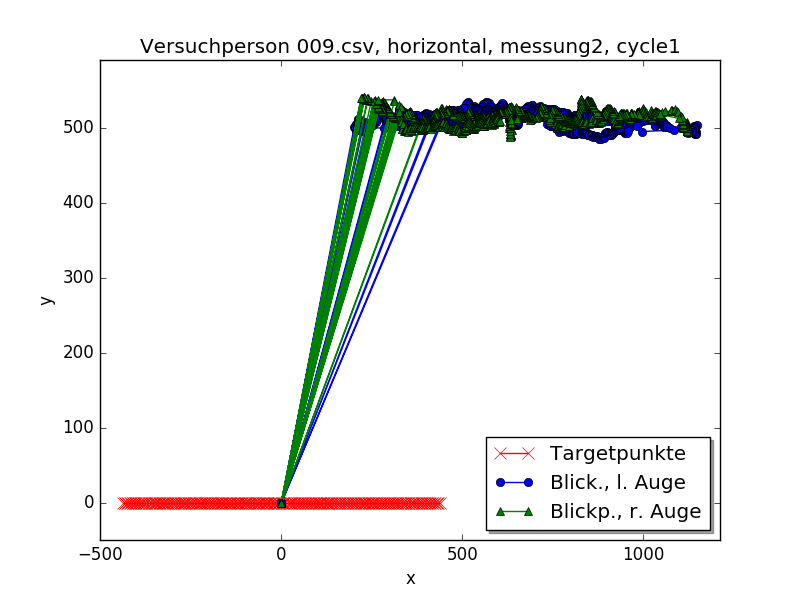 Versuchperson 009.csv, horizontal, messung2, cycle1
y
500
400
300
200
100
0
−500
0
500
1000
x
Targetpunkte
Blick., l. Auge
Blickp., r. Auge